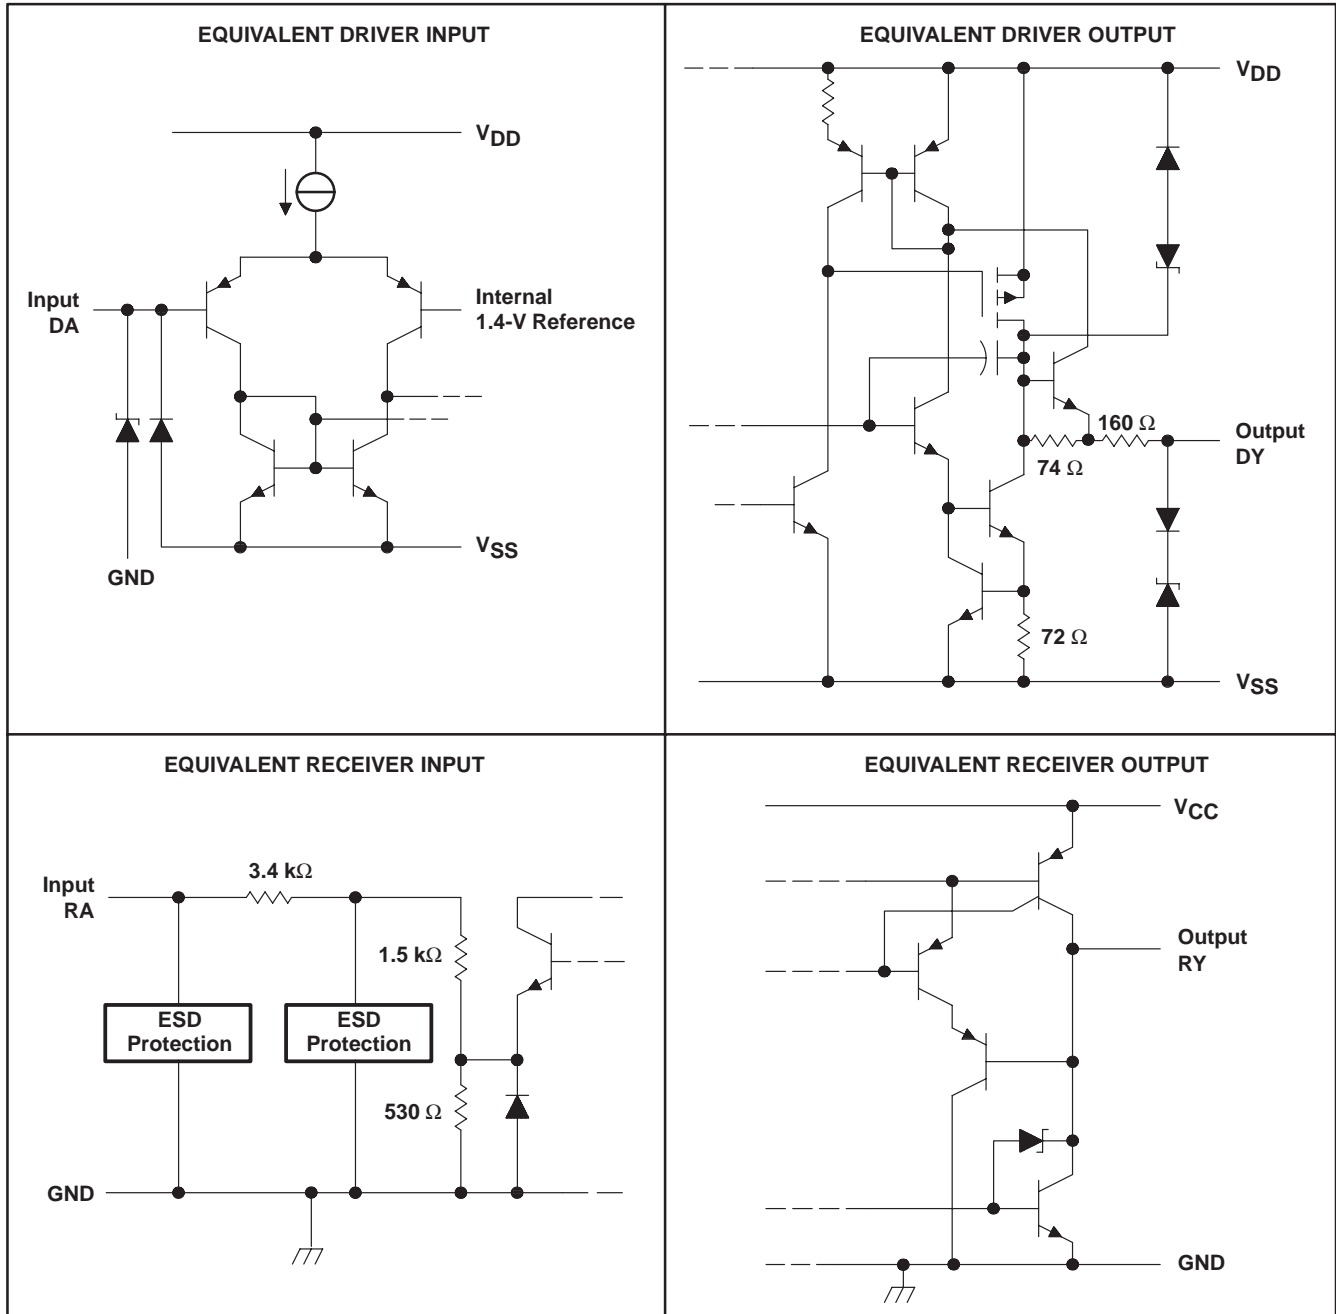 EQUIVALENT DRIVER INPUT
VDD
Input
DA
Internal
1.4-V Reference
VSS
GND
EQUIVALENT DRIVER OUTPUT
VDD
160 Ω
Output
DY
74 Ω
72 Ω
VSS
EQUIVALENT RECEIVER INPUT
3.4 kΩ
Input
RA
1.5 kΩ
ESD
Protection
ESD
Protection
530 Ω
GND
EQUIVALENT RECEIVER OUTPUT
VCC
Output
RY
GND